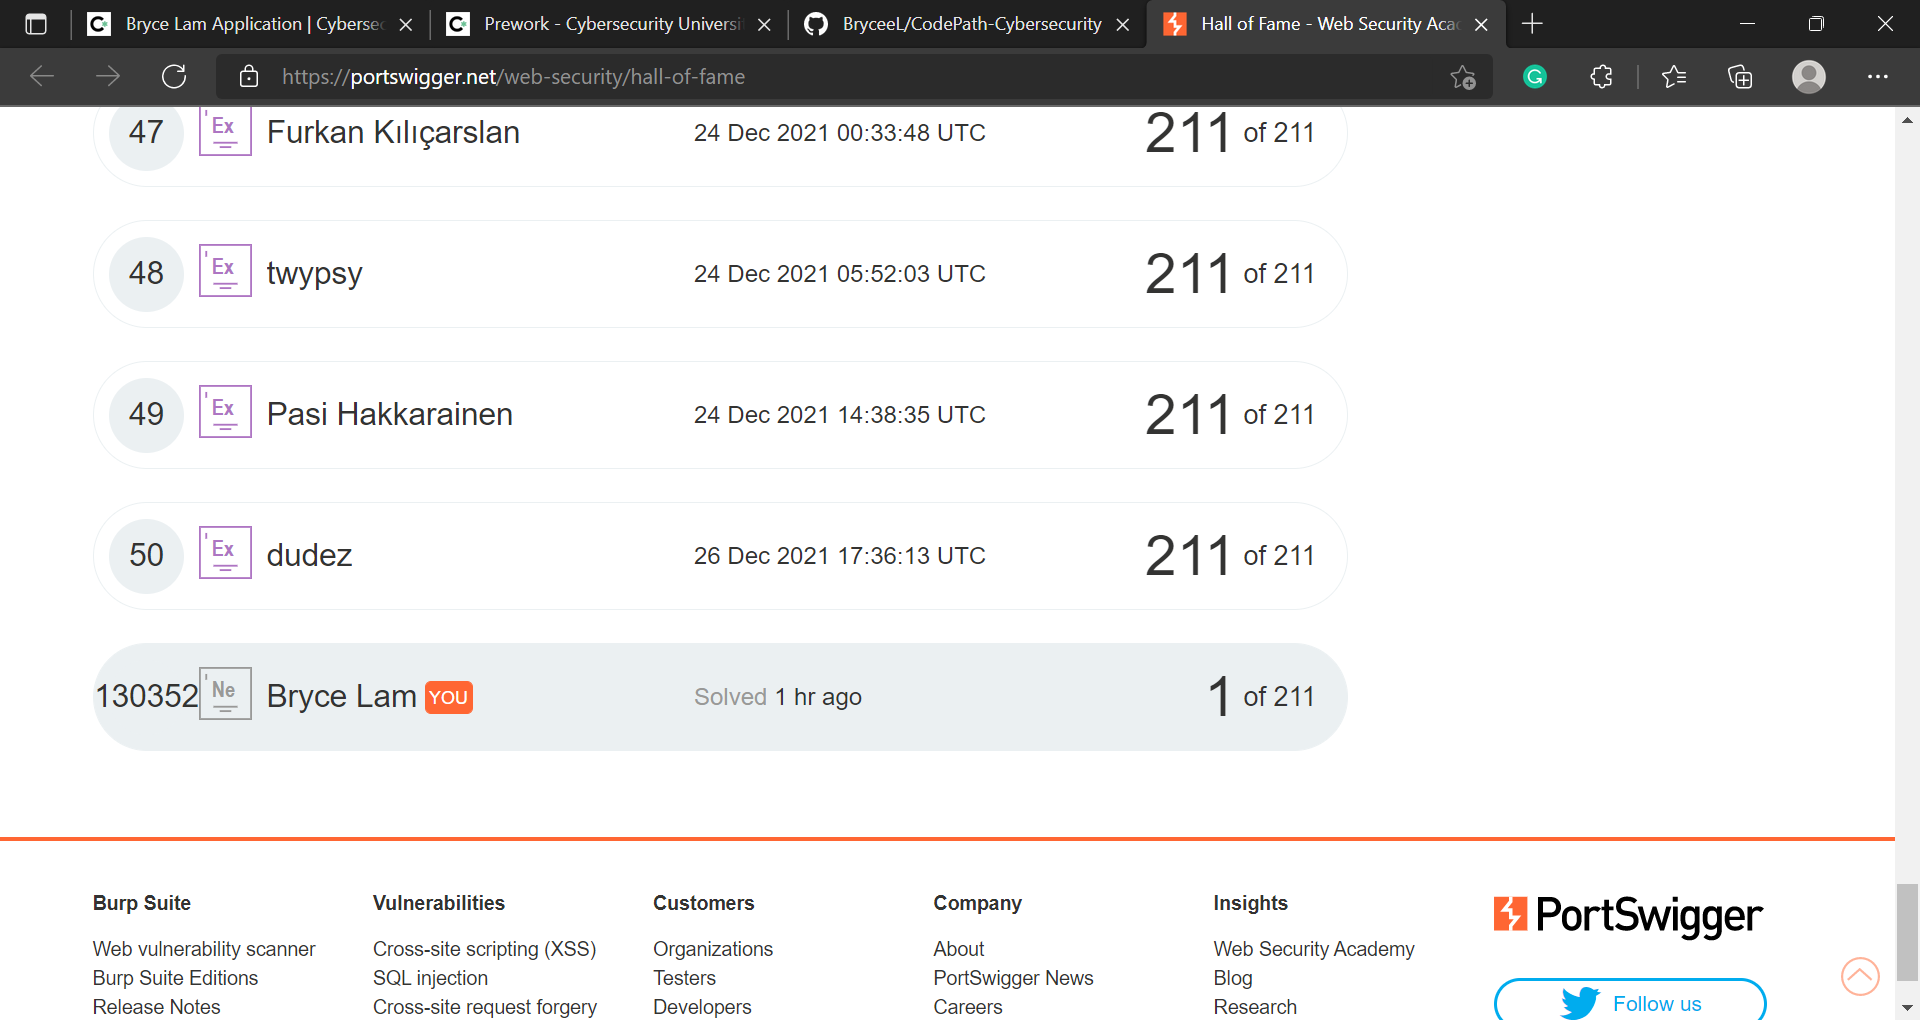 Bryce Lam Application | Cybersec
Prework - Cybersecurity Universi
BryceeL/CodePath-Cybersecurity
Hall of Fame - Web Security Aca
https://portswigger.net/web-security/hall-of-fame
47 Ex Furkan Kılıçarslan 24 Dec 2021 00:33:48 UTC 211 of 211
48 Ex twypsy 24 Dec 2021 05:52:03 UTC 211 of 211
49 Ex Pasi Hakkarainen 24 Dec 2021 14:38:35 UTC 211 of 211
50 Ex dudez 26 Dec 2021 17:36:13 UTC 211 of 211
130352 Ne Bryce Lam YOU Solved 1 hr ago 1 of 211
Burp Suite
Web vulnerability scanner
Burp Suite Editions
Release Notes
Vulnerabilities
Cross-site scripting (XSS)
SQL injection
Cross-site request forgery
Customers
Organizations
Testers
Developers
Company
About
PortSwigger News
Careers
Insights
Web Security Academy
Blog
Research
PortSwigger
Follow us